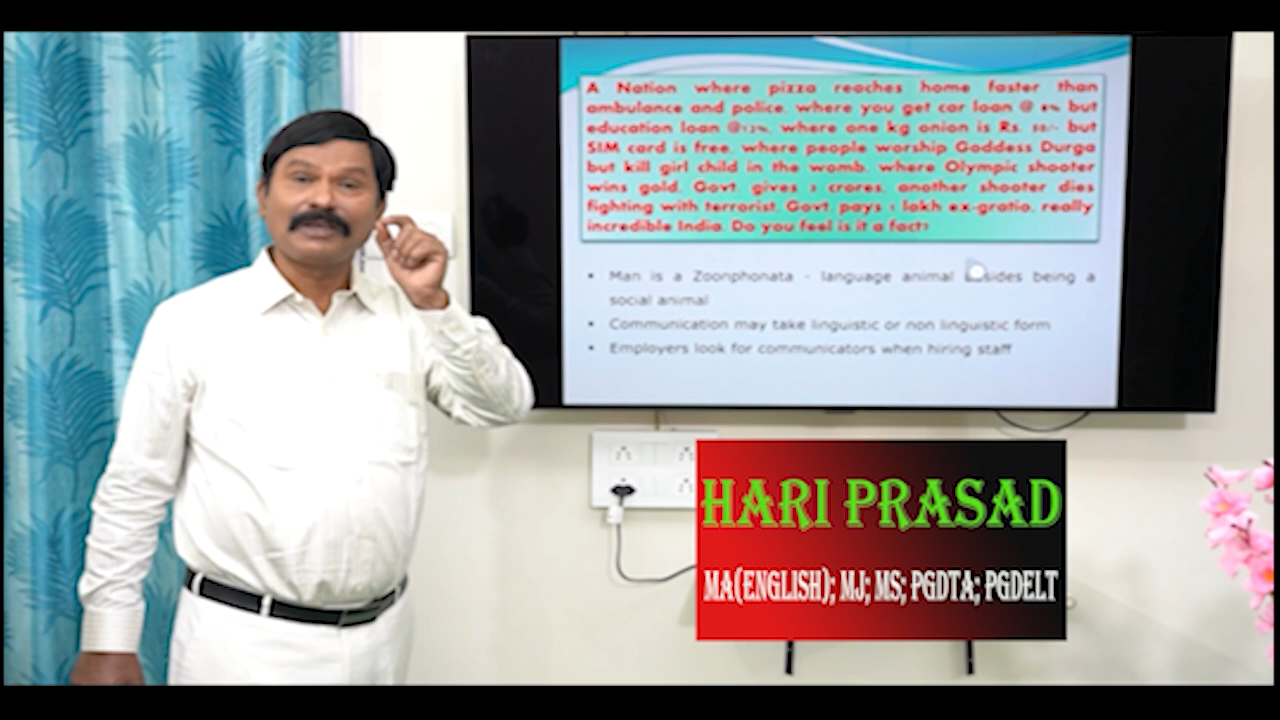 A Nation where pizza reaches home faster than
ambulance and police, where you get car loan @ 8% but
education loan @12%, where one kg onion is Rs. 50/- but
SIM card is free, where people worship Goddess Durga
but kill girl child in the womb, where Olympic shooter
wins gold, Govt. gives 3 crores, another shooter dies
fighting with terrorist, Govt. pays 1 lakh ex-gratio, really
incredible India. Do you feel is it a fact?
• Man is a Zoonphonata - language animal besides being a
social animal
• Communication may take linguistic or non linguistic form
• Employers look for communicators when hiring staff
HARI PRASAD
MA(ENGLISH); MJ; MS; PGDTA; PGDELT